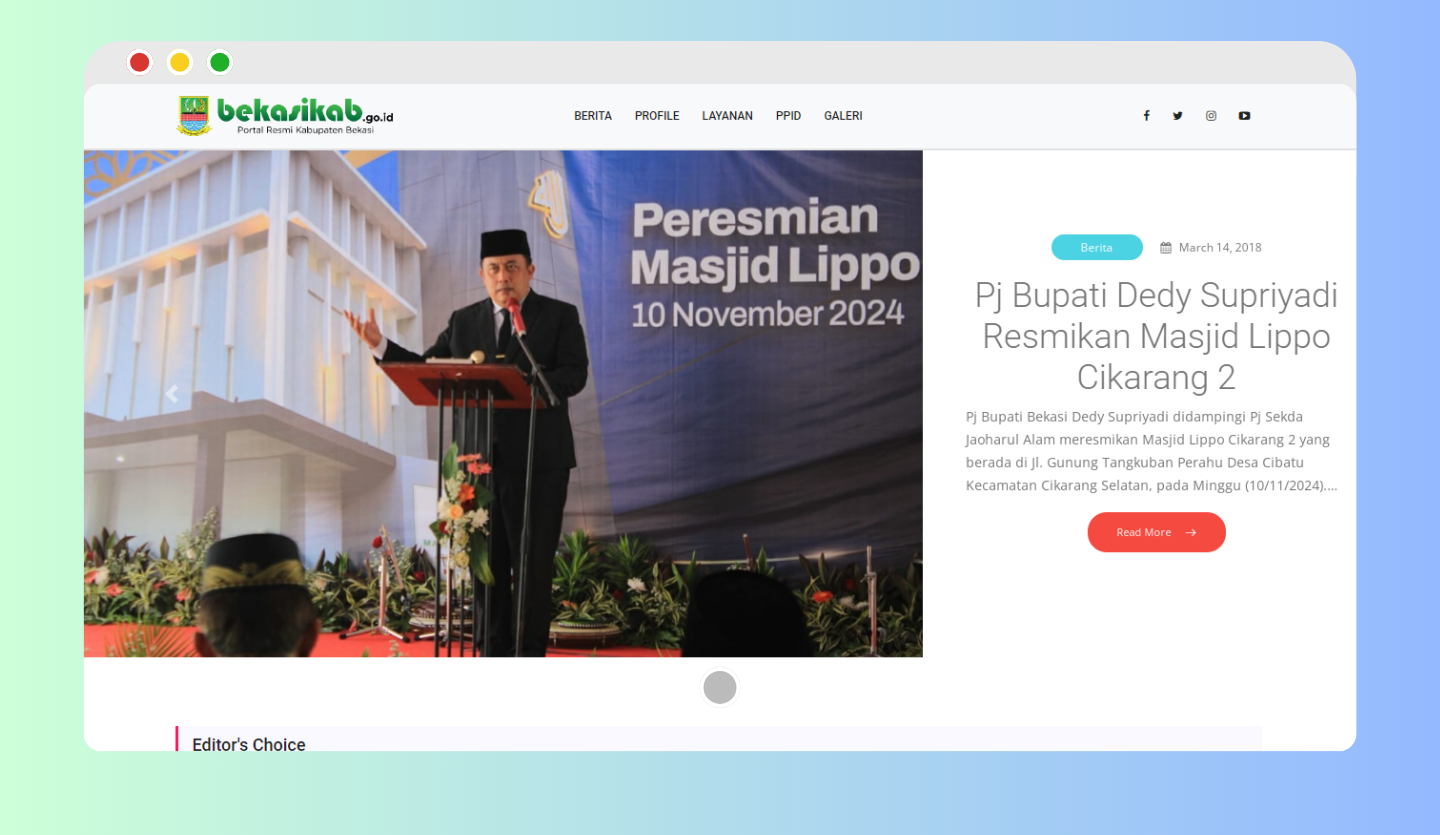 bekasikab.go.id
Portal Resmi Kabupaten Bekasi
BERITA PROFILE LAYANAN PPID GALERI
Peresmian
Masjid Lippo
10 November 2024
Berita March 14, 2018
Pj Bupati Dedy Supriyadi
Resmikan Masjid Lippo
Cikarang 2
Pj Bupati Bekasi Dedy Supriyadi didampingi Pj Sekda
Jaoharul Alam meresmikan Masjid Lippo Cikarang 2 yang
berada di Jl. Gunung Tangkuban Perahu Desa Cibatu
Kecamatan Cikarang Selatan, pada Minggu (10/11/2024)....
Read More
Editor's Choice